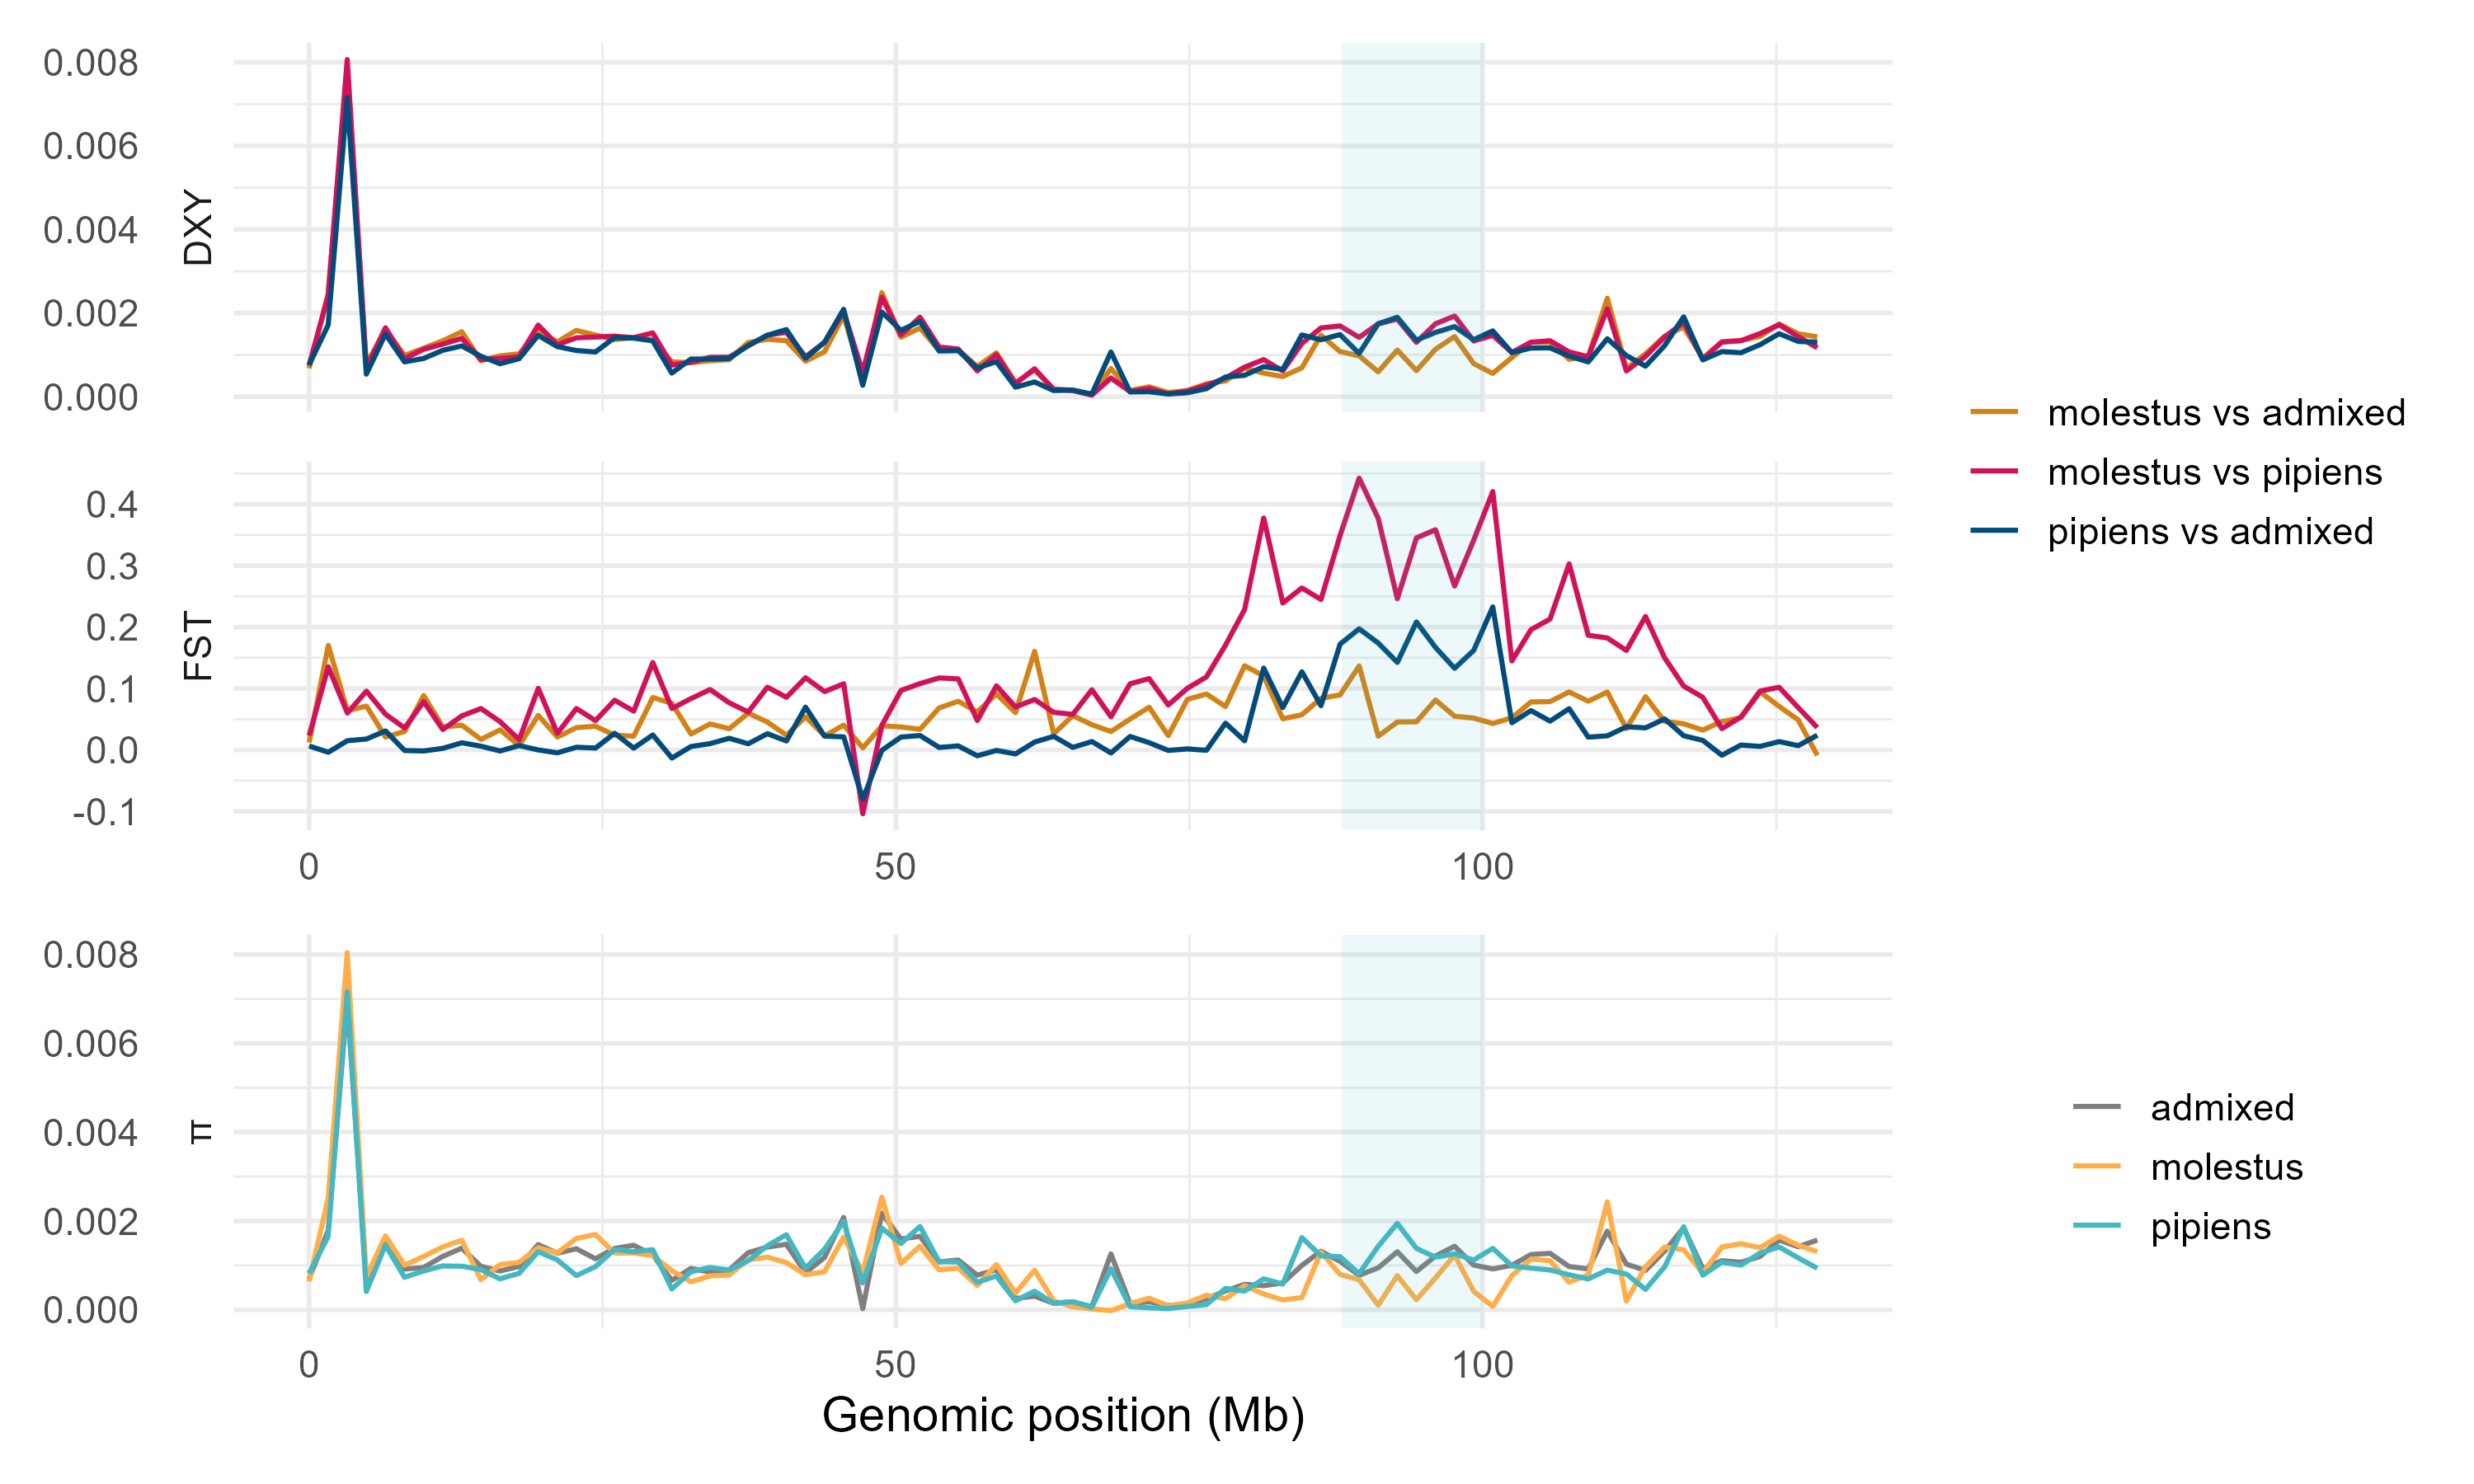 0.008
0.006
0.004
0.002
0.000
DXY
molestus vs admixed
molestus vs pipiens
pipiens vs admixed
0.4
0.3
0.2
0.1
0.0
-0.1
FST
0 50 100
0.008
0.006
0.004
0.002
0.000
π
admixed
molestus
pipiens
0 50 100
Genomic position (Mb)